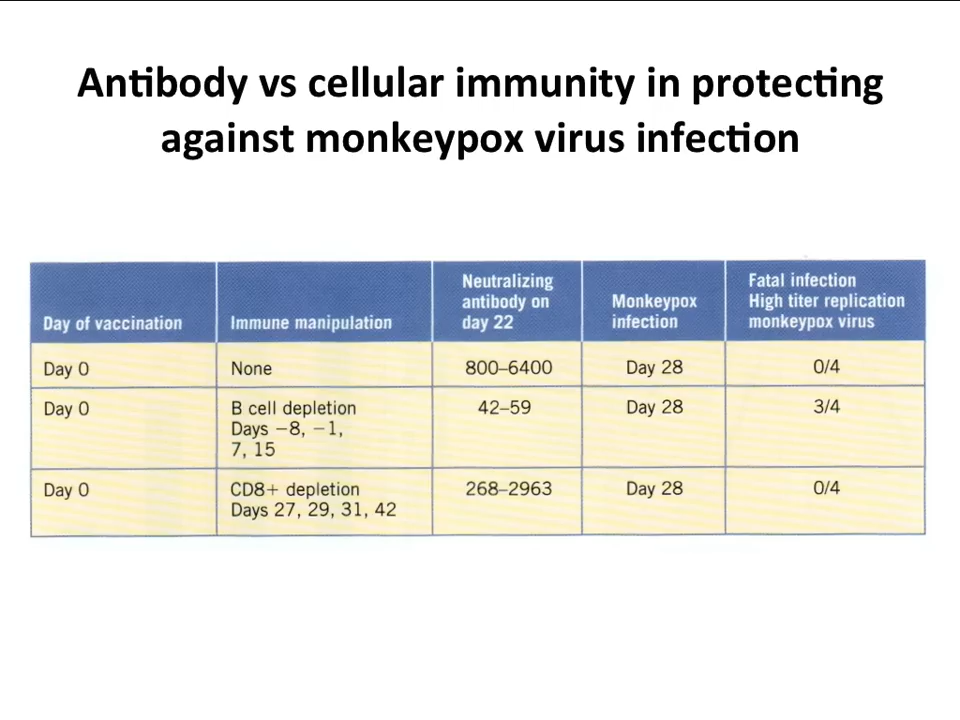 Antibody vs cellular immunity in protecting
against monkeypox virus infection
Day of vaccination
Immune manipulation
Neutralizing
antibody on
day 22
Monkeypox
infection
Fatal infection
High titer replication
monkeypox virus
Day 0
None
800–6400
Day 28
0/4
Day 0
B cell depletion
Days −8, −1,
7, 15
42–59
Day 28
3/4
Day 0
CD8+ depletion
Days 27, 29, 31, 42
268–2963
Day 28
0/4